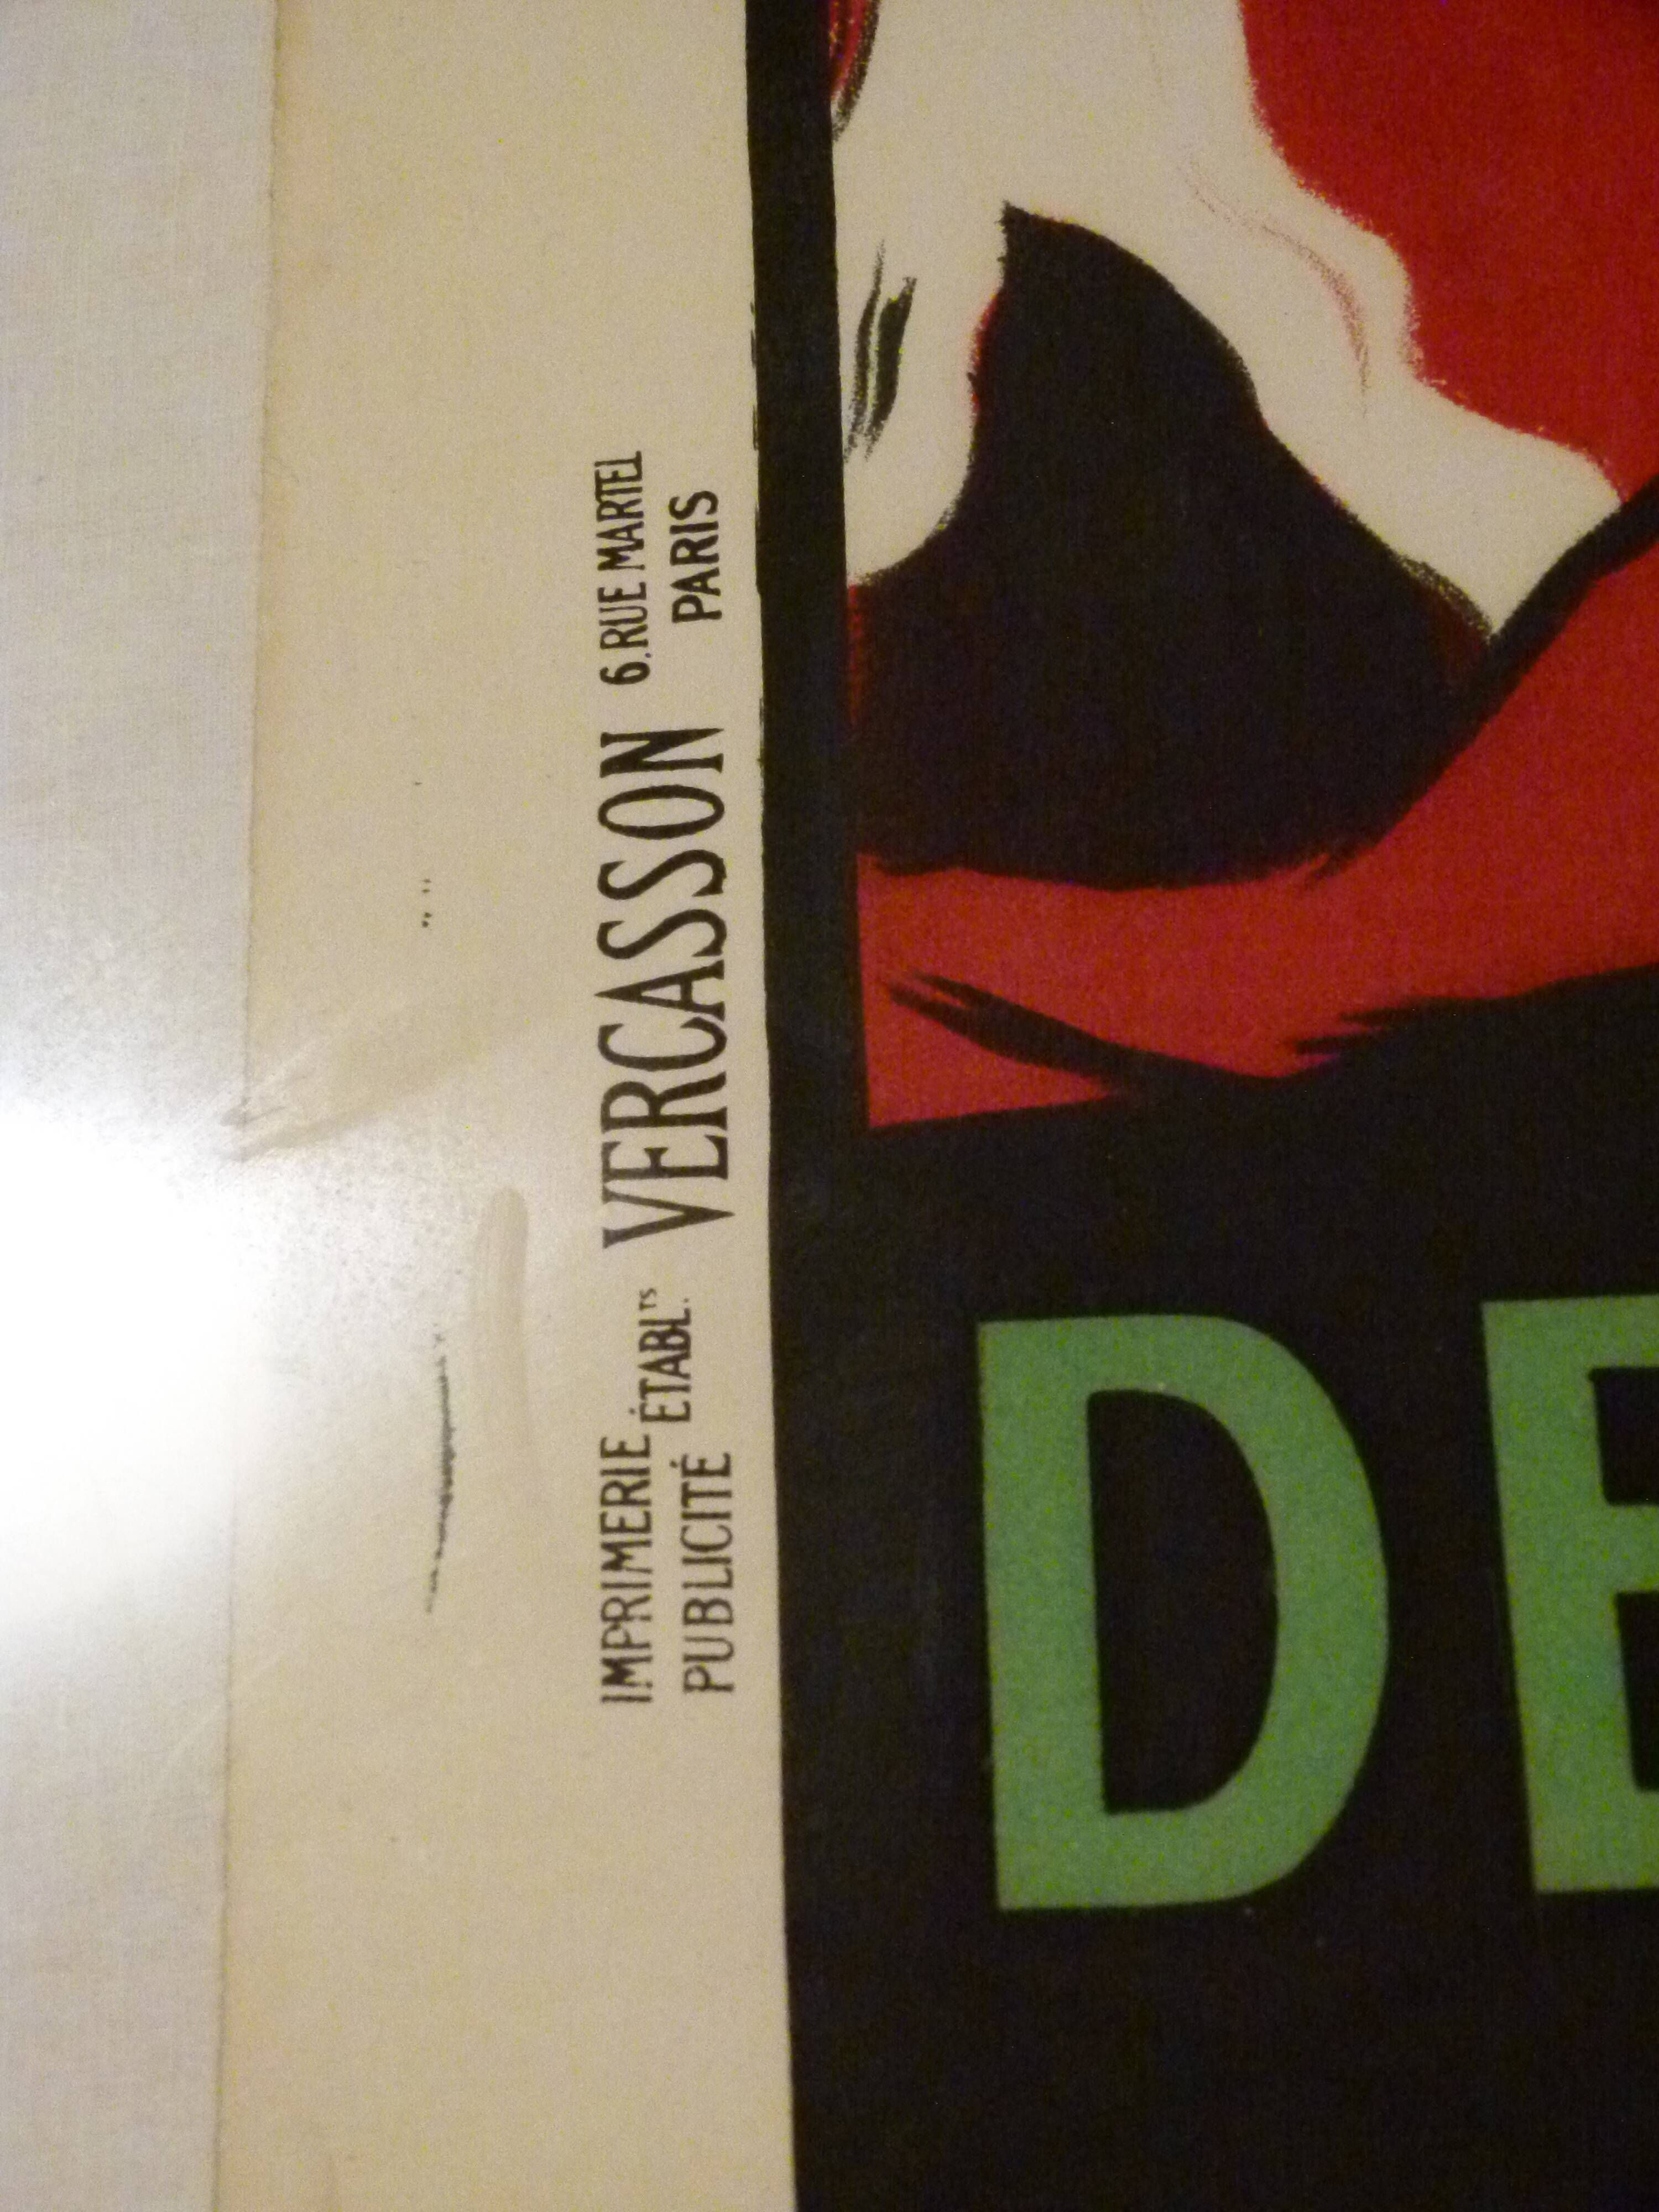 IMPRIMERIE ÉTABL.TS VERCASSON 6.RUE MARTEL
PUBLICITÉ PARIS
DE